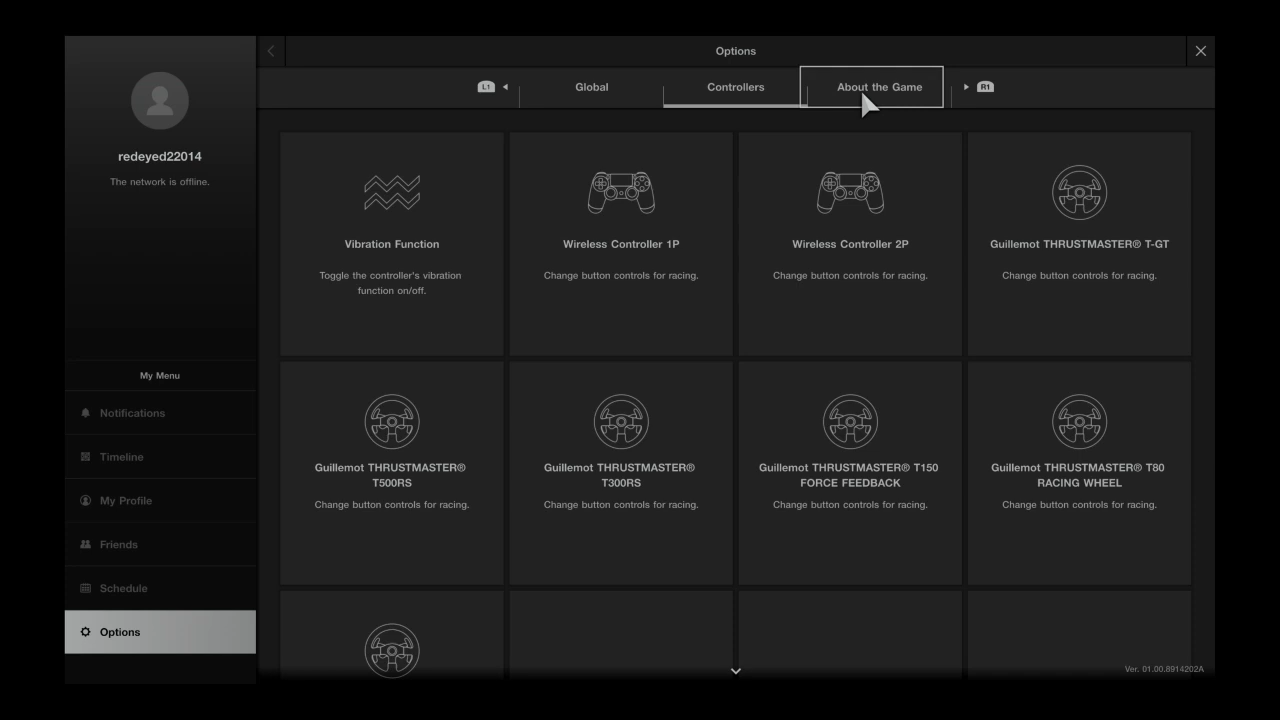 Options
L1
Global
Controllers
About the Game
R1
redeyed22014
The network is offline.
My Menu
Notifications
Timeline
My Profile
Friends
Schedule
Options
Vibration Function
Toggle the controller's vibration
function on/off.
Wireless Controller 1P
Change button controls for racing.
Wireless Controller 2P
Change button controls for racing.
Guillemot THRUSTMASTER® T-GT
Change button controls for racing.
Guillemot THRUSTMASTER®
T500RS
Change button controls for racing.
Guillemot THRUSTMASTER®
T300RS
Change button controls for racing.
Guillemot THRUSTMASTER® T150
FORCE FEEDBACK
Change button controls for racing.
Guillemot THRUSTMASTER® T80
RACING WHEEL
Change button controls for racing.
Ver. 01.00.8914202A